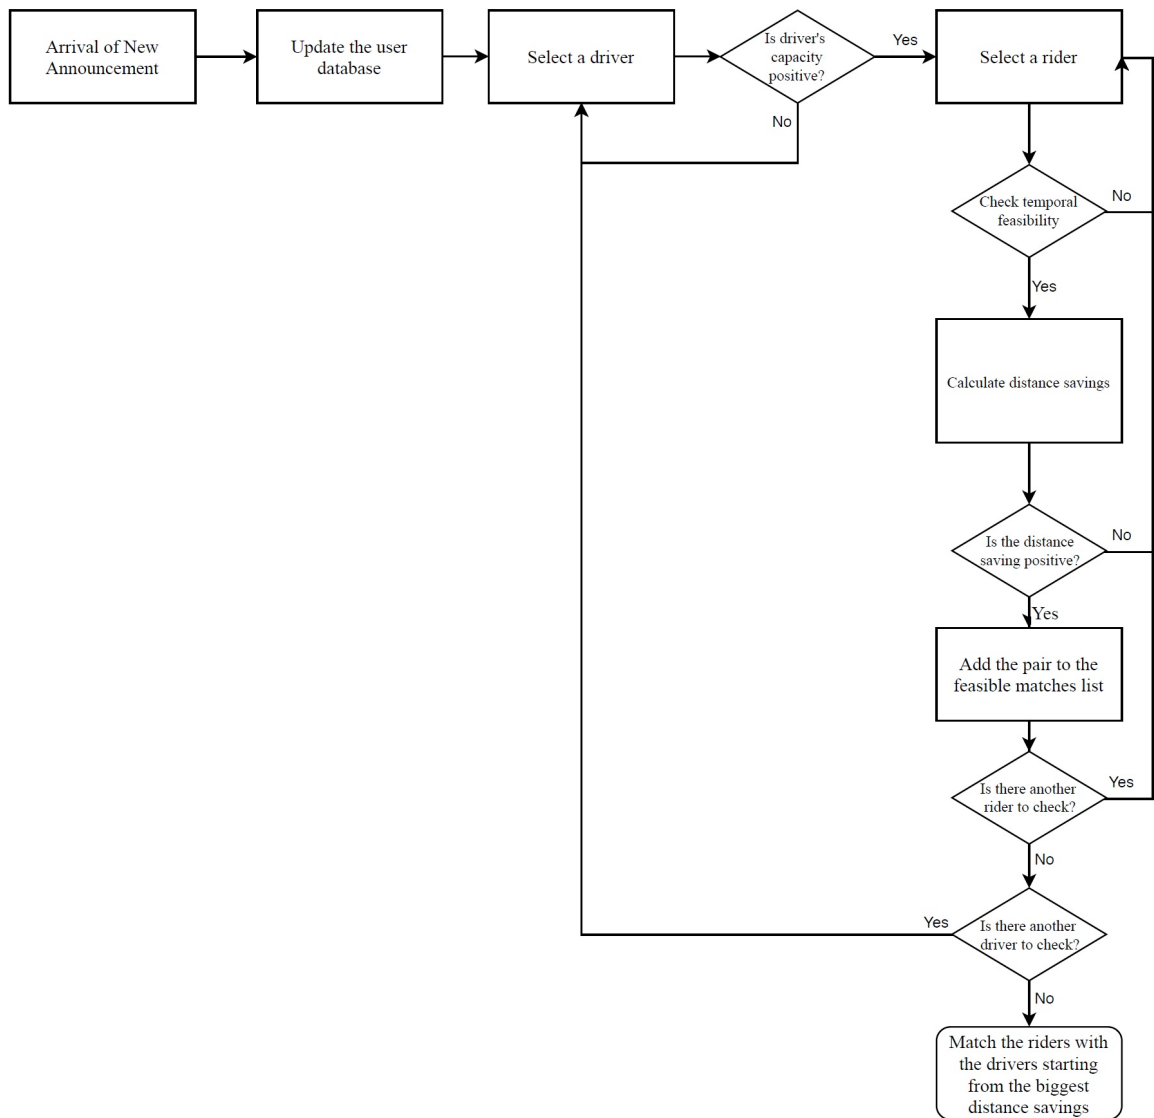 Arrival of New
Announcement
Update the user
database
Select a driver
Is driver's
capacity
positive?
Yes
Select a rider
No
Check temporal
feasibility
No
Yes
Calculate distance savings
Is the distance
saving positive?
No
Yes
Add the pair to the
feasible matches list
Is there another
rider to check?
Yes
No
Is there another
driver to check?
Yes
No
Match the riders with
the drivers starting
from the biggest
distance savings